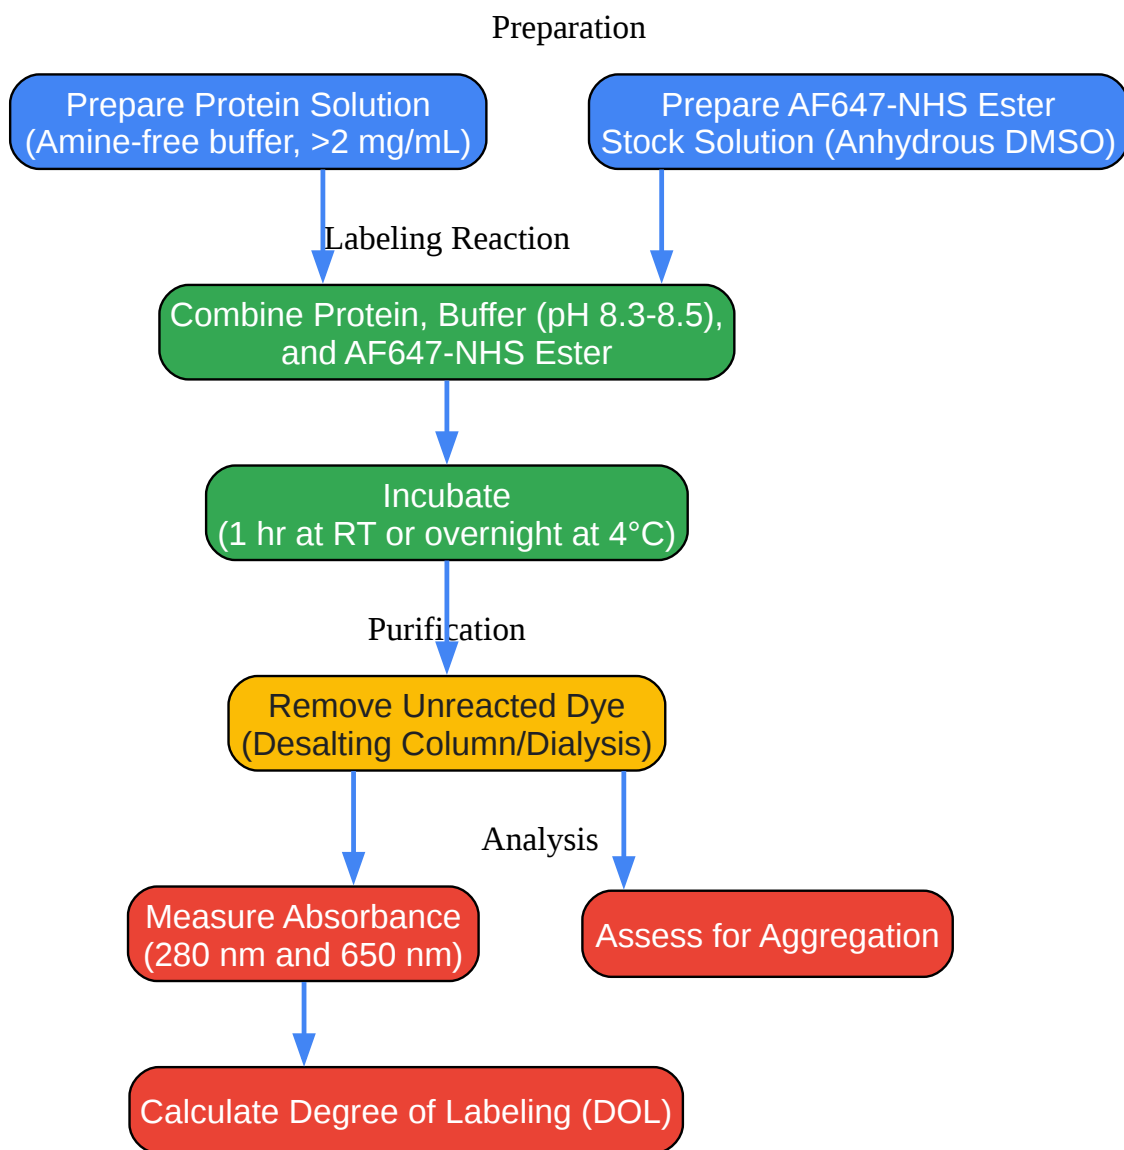 Preparation
Prepare Protein Solution
(Amine-free buffer, >2 mg/mL)
Prepare AF647-NHS Ester
Stock Solution (Anhydrous DMSO)
Labeling Reaction
Combine Protein, Buffer (pH 8.3-8.5),
and AF647-NHS Ester
Incubate
(1 hr at RT or overnight at 4°C)
Purification
Remove Unreacted Dye
(Desalting Column/Dialysis)
Analysis
Measure Absorbance
(280 nm and 650 nm)
Assess for Aggregation
Calculate Degree of Labeling (DOL)